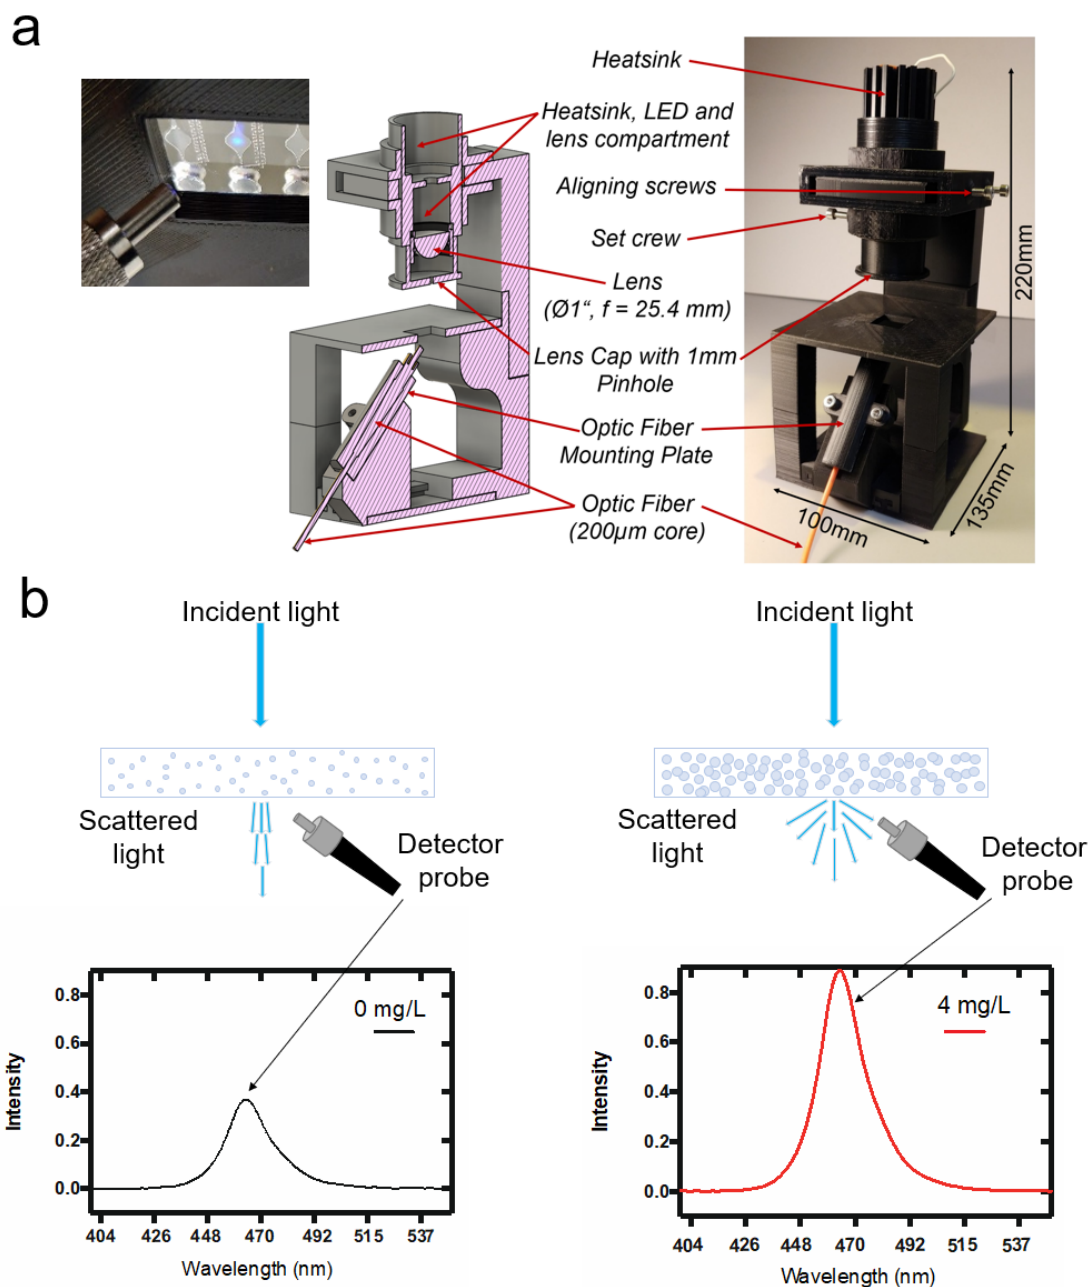 a
Heatsink
Heatsink, LED and
lens compartment
Aligning screws
Set crew
Lens
(Ø1“, f = 25.4 mm)
Lens Cap with 1mm
Pinhole
Optic Fiber
Mounting Plate
Optic Fiber
(200µm core)
220mm
135mm
100mm
b
Incident light
Scattered
light
Detector
probe
Incident light
Scattered
light
Detector
probe
0.8
0.6
0.4
0.2
0.0
Intensity
0 mg/L
404 426 448 470 492 515 537
Wavelength (nm)
0.8
0.6
0.4
0.2
0.0
Intensity
4 mg/L
404 426 448 470 492 515 537
Wavelength (nm)